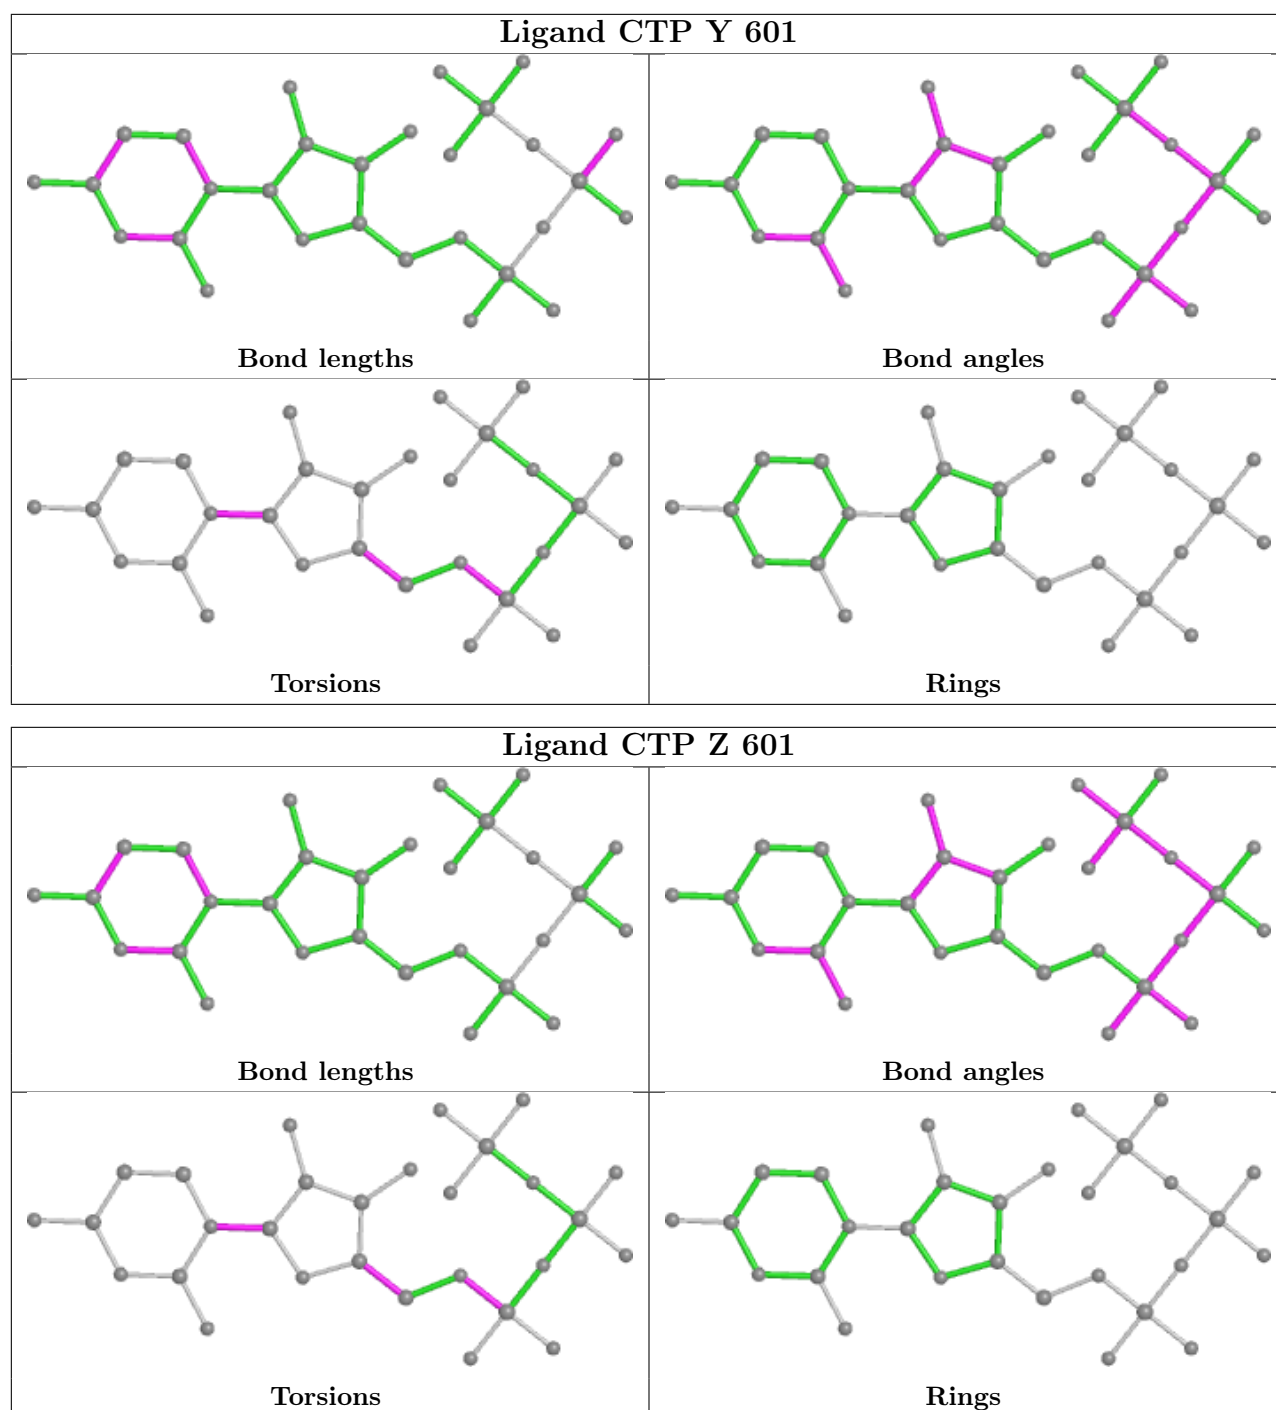 Ligand CTP Y 601
Bond lengths
Bond angles
Torsions
Rings
Ligand CTP Z 601
Bond lengths
Bond angles
Torsions
Rings